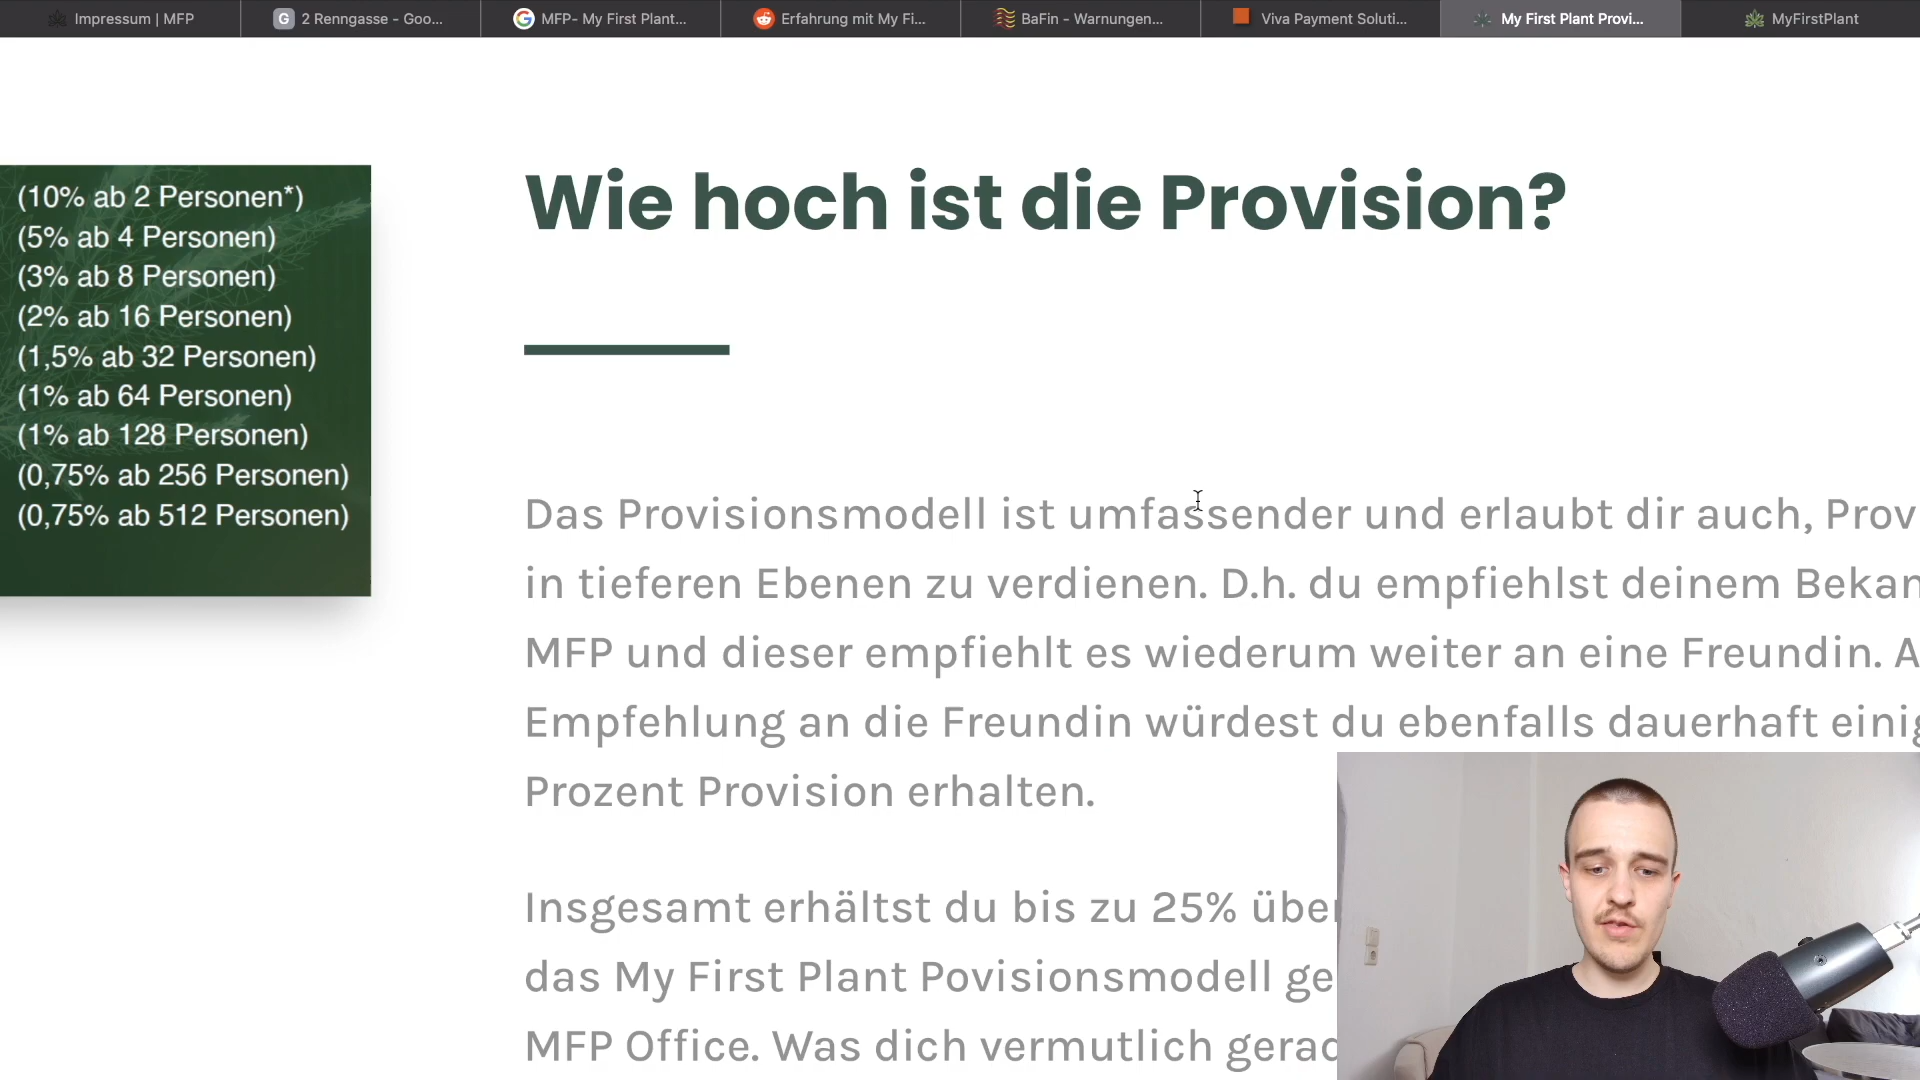 Impressum | MFP
2 Renngasse - Goo...
MFP- My First Plant...
Erfahrung mit My Fi...
BaFin - Warnungen...
Viva Payment Soluti...
My First Plant Provi...
MyFirstPlant
(10% ab 2 Personen*)
(5% ab 4 Personen)
(3% ab 8 Personen)
(2% ab 16 Personen)
(1,5% ab 32 Personen)
(1% ab 64 Personen)
(1% ab 128 Personen)
(0,75% ab 256 Personen)
(0,75% ab 512 Personen)
Wie hoch ist die Provision?
Das Provisionsmodell ist umfassender und erlaubt dir auch, Prov
in tieferen Ebenen zu verdienen. D.h. du empfiehlst deinem Bekan
MFP und dieser empfiehlt es wiederum weiter an eine Freundin. A
Empfehlung an die Freundin würdest du ebenfalls dauerhaft einig
Prozent Provision erhalten.
Insgesamt erhältst du bis zu 25% über
das My First Plant Povisionsmodell ge
MFP Office. Was dich vermutlich gerad